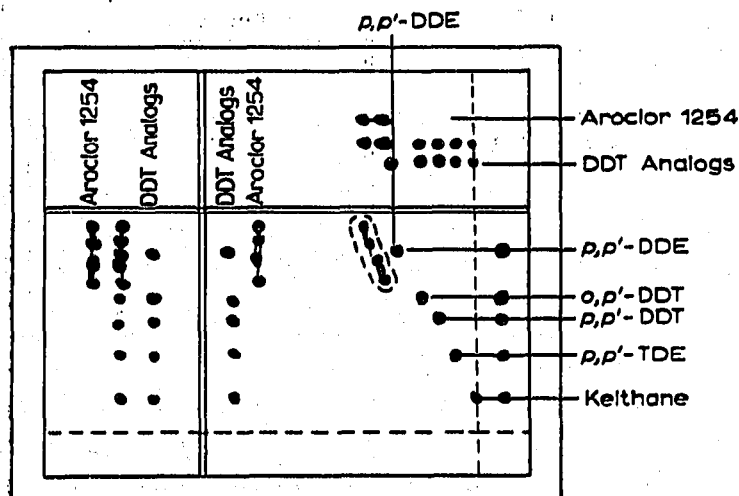 p,p'-DDE
Aroclor 1254
DDT Analogs
DDT Analogs
Aroclor 1254
Aroclor 1254
DDT Analogs
p,p'-DDE
o,p'-DDT
p,p'-DDT
p,p'-TDE
Kelthane